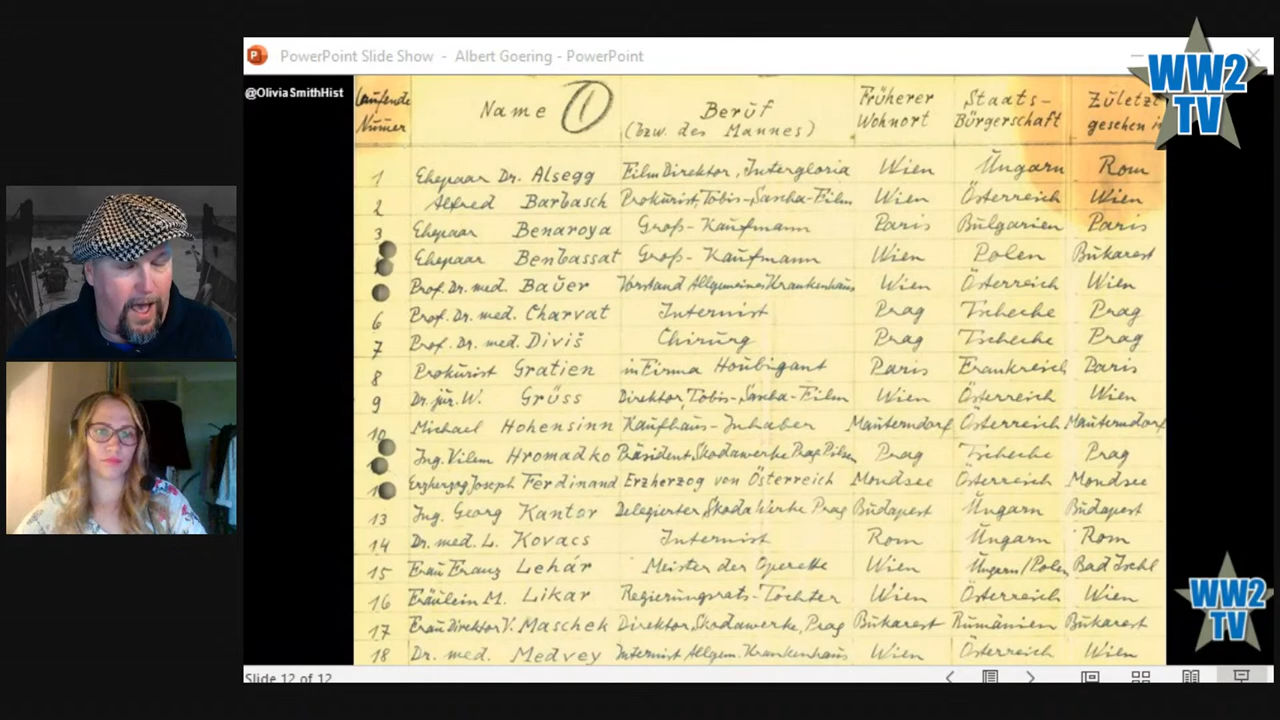 PowerPoint Slide Show - Albert Goering - PowerPoint
WW2
TV
@OliviaSmithHist
Laufende Numer Name 1 Beruf (bzw. des Mannes) Früherer Wohnort Staats-Bürgerschaft Zuletzt gesehen in
1 Ehepaar Dr. Alsegg Film Direktor, Intergloria Wien Ungarn Rom
2 Alfred Barbasch Prokurist, Tobis-Sascha-Film Wien Österreich Wien
3 Ehepaar Benaroya Groß-Kaufmann Paris Bulgarien Paris
Ehepaar Benbassat Groß-Kaufmann Wien Polen Bukarest
Prof. Dr. med. Bauer Vorstand Allgemeines Krankenhaus Wien Österreich Wien
6 Prof. Dr. med. Charvat Internist Prag Tscheche Prag
7 Prof. Dr. med. Diviš Chirurg Prag Tscheche Prag
8 Prokurist Gratien in Firma Houbigant Paris Frankreich Paris
9 Dr. jur. W. Grüss Direktor, Tobis-Sascha-Film Wien Österreich Wien
10 Michael Hohensinn Kaufhaus-Inhaber Mauterndorf Österreich Mauterndorf
Ing. Vilem Hromadko Präsident Skodawerke Prag Pilsen Prag Tscheche Prag
1 Erzherzog Joseph Ferdinand Erzherzog von Österreich Mondsee Österreich Mondsee
13 Ing. Georg Kantor Delegierter Skoda Werke Prag Budapest Ungarn Budapest
14 Dr. med. L. Kovacs Internist Rom Ungarn Rom
15 Frau Franz Lehár Meister der Operette Wien Ungarn/Polen Bad Ischl
16 Fräulein M. Likar Regierungsrats-Tochter Wien Österreich Wien
17 Frau Direktor V. Maschek Direktor, Skodawerke, Prag Bukarest Rumänien Bukarest
18 Dr. med. Medvey Internist Allgem. Krankenhaus Wien Österreich Wien
WW2
TV
Slide 12 of 12